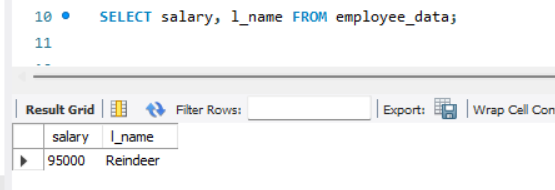 10 SELECT salary, l_name FROM employee_data;
11
Result Grid Filter Rows: Export: Wrap Cell Con
salary l_name
95000 Reindeer